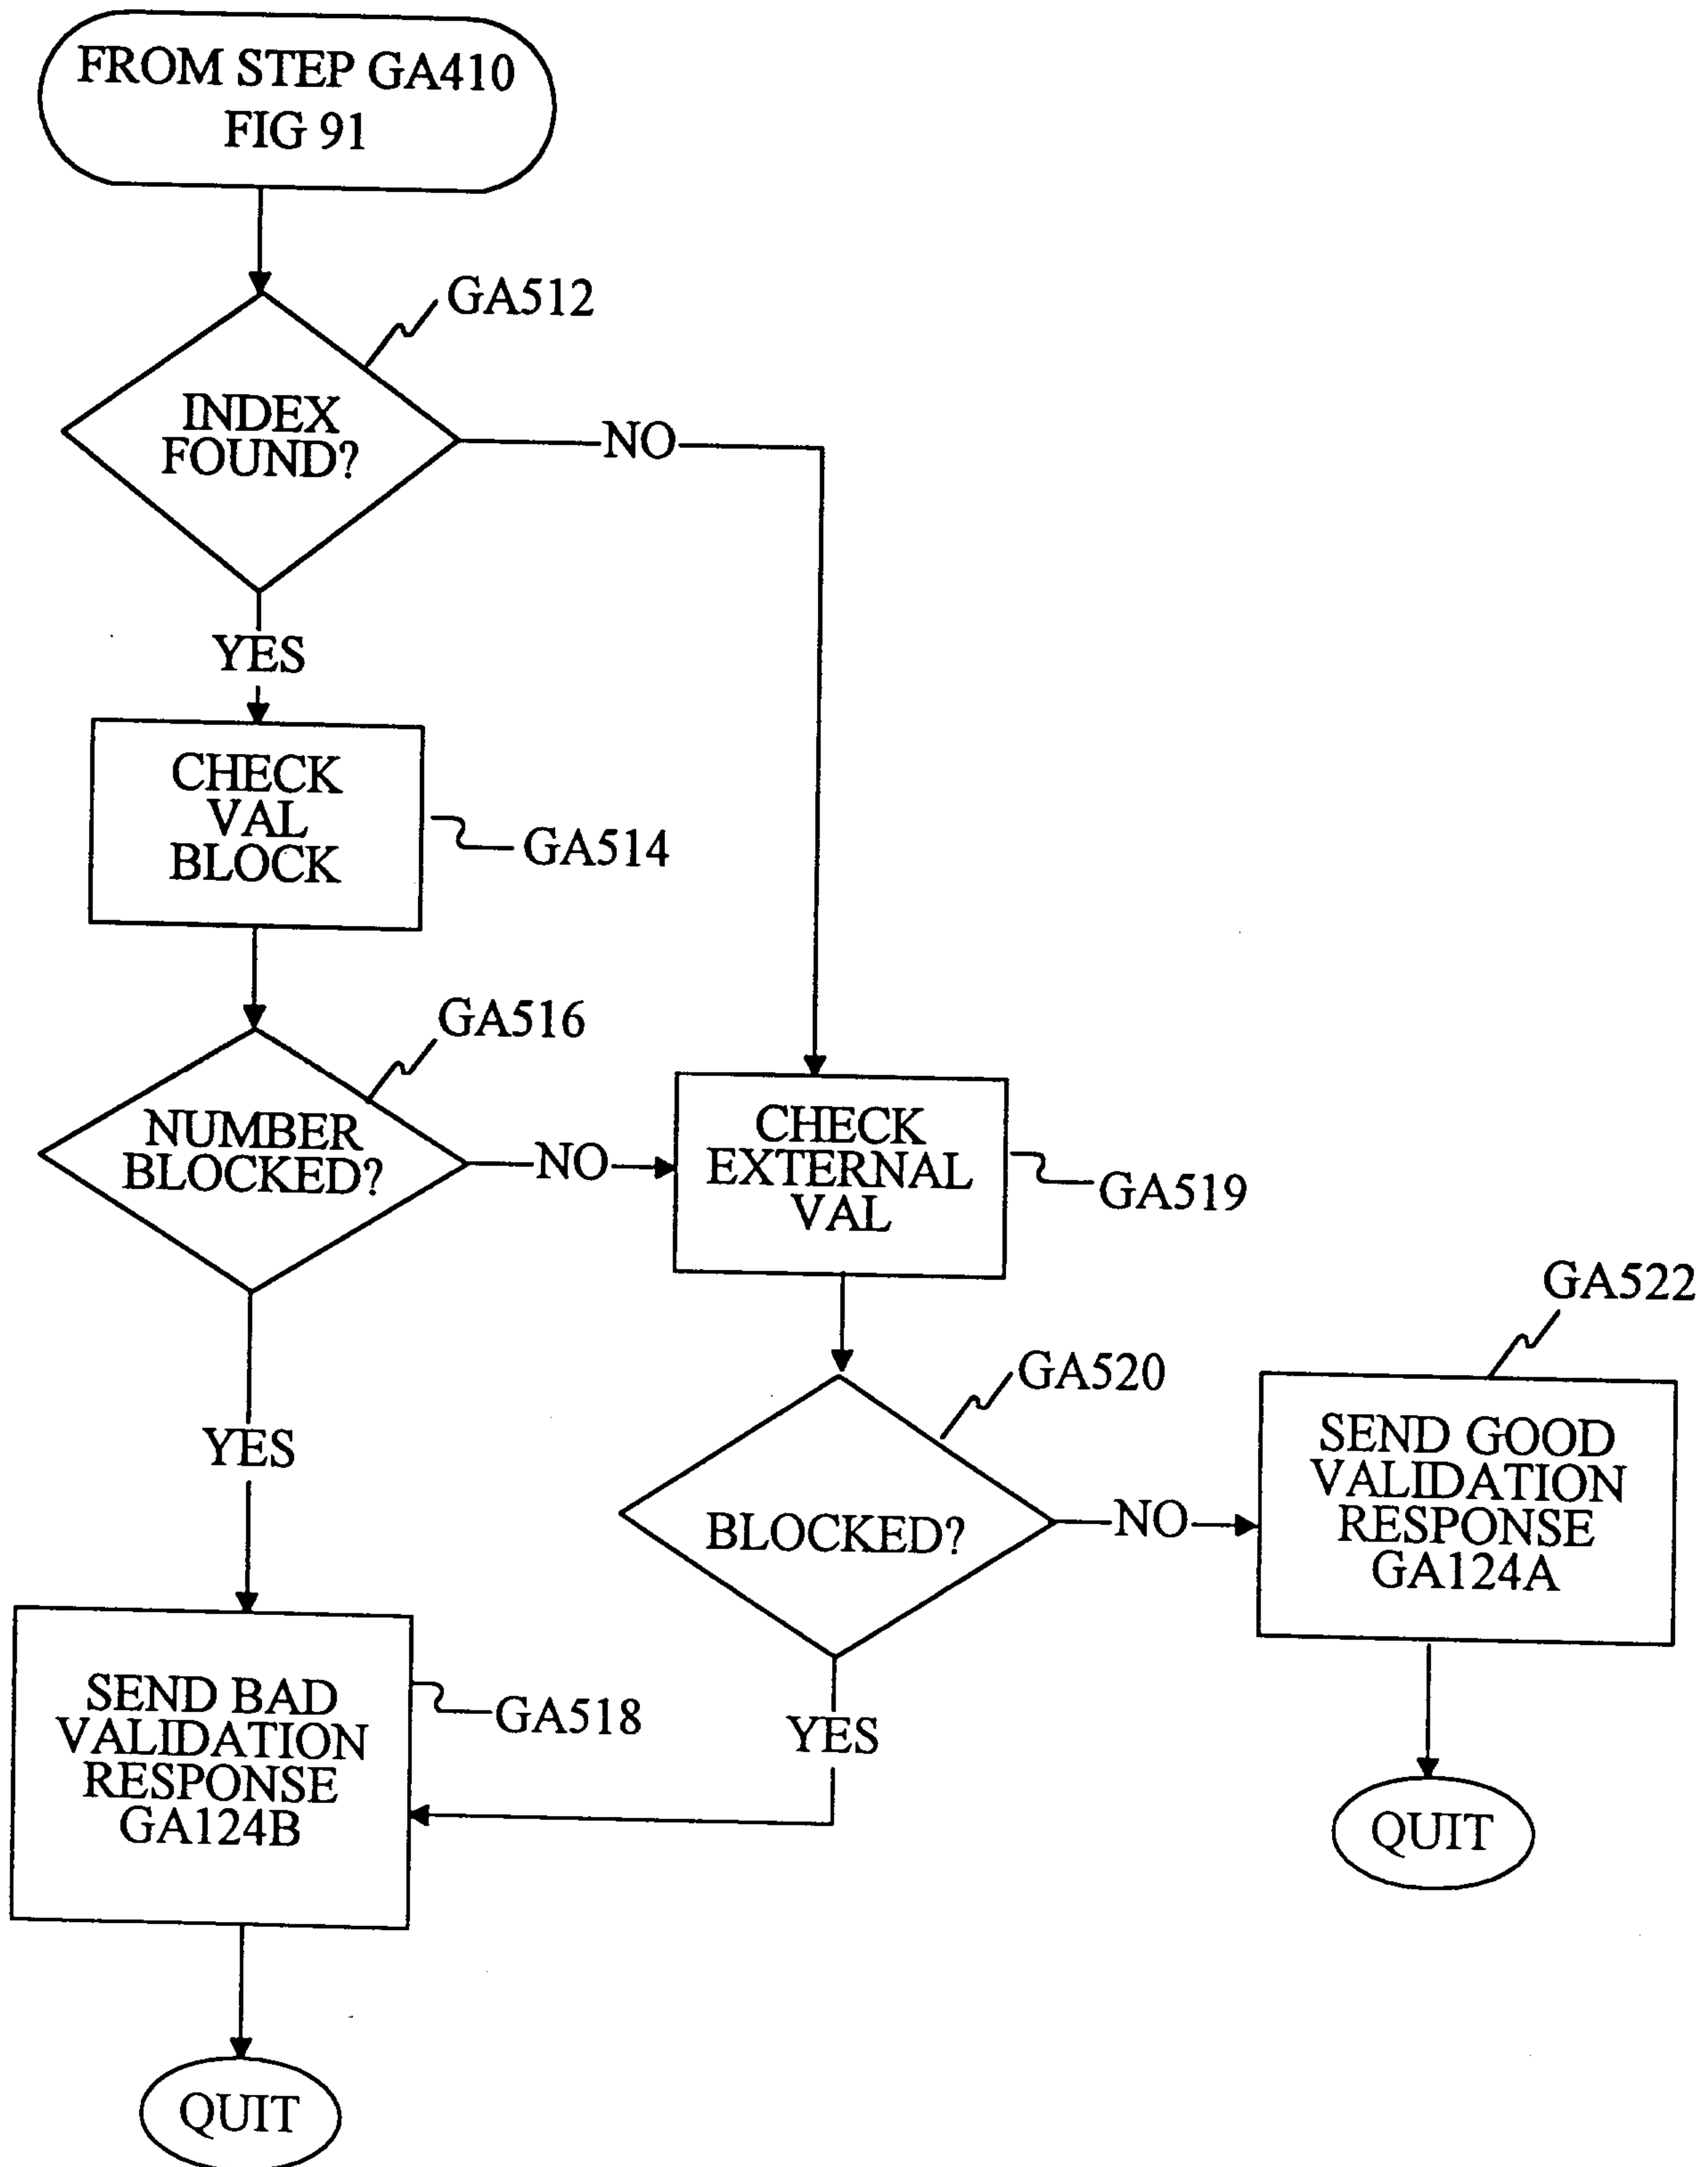 FROM STEP GA410
FIG 91
GA512
INDEX
FOUND?
NO
YES
CHECK
VAL
BLOCK
GA514
GA516
NUMBER
BLOCKED?
NO
CHECK
EXTERNAL
VAL
GA519
GA522
GA520
YES
BLOCKED?
NO
SEND GOOD
VALIDATION
RESPONSE
GA124A
SEND BAD
VALIDATION
RESPONSE
GA124B
GA518
YES
QUIT
QUIT